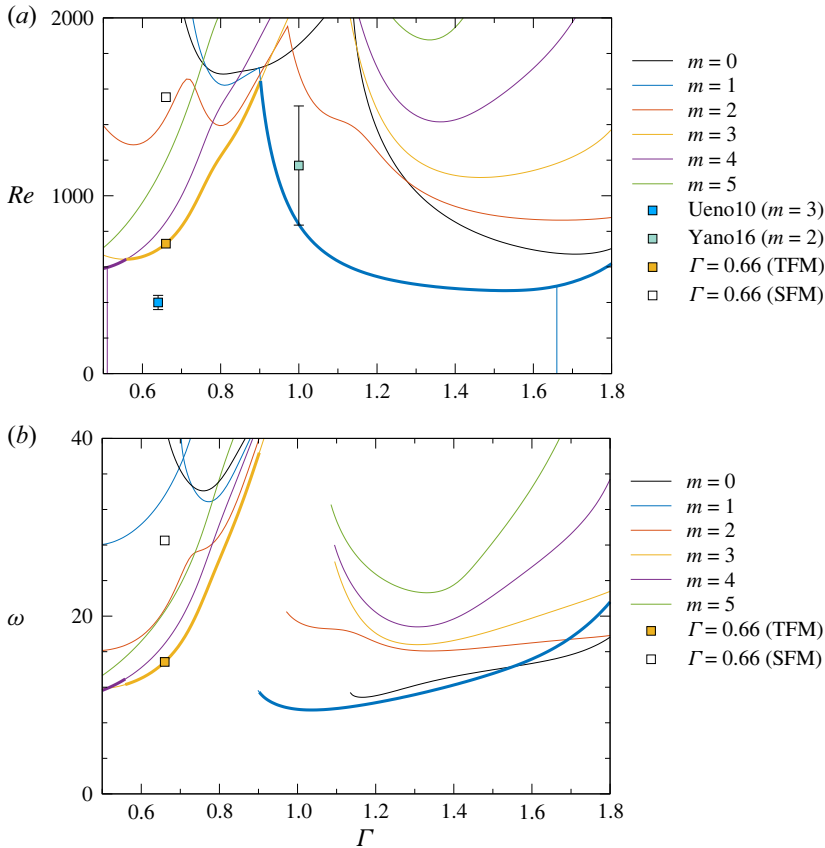 (a)
2000
1000
0
Re
0.6 0.8 1.0 1.2 1.4 1.6 1.8
m = 0
m = 1
m = 2
m = 3
m = 4
m = 5
Ueno10 (m = 3)
Yano16 (m = 2)
Γ = 0.66 (TFM)
Γ = 0.66 (SFM)
(b)
40
20
0
ω
0.6 0.8 1.0 1.2 1.4 1.6 1.8
Γ
m = 0
m = 1
m = 2
m = 3
m = 4
m = 5
Γ = 0.66 (TFM)
Γ = 0.66 (SFM)